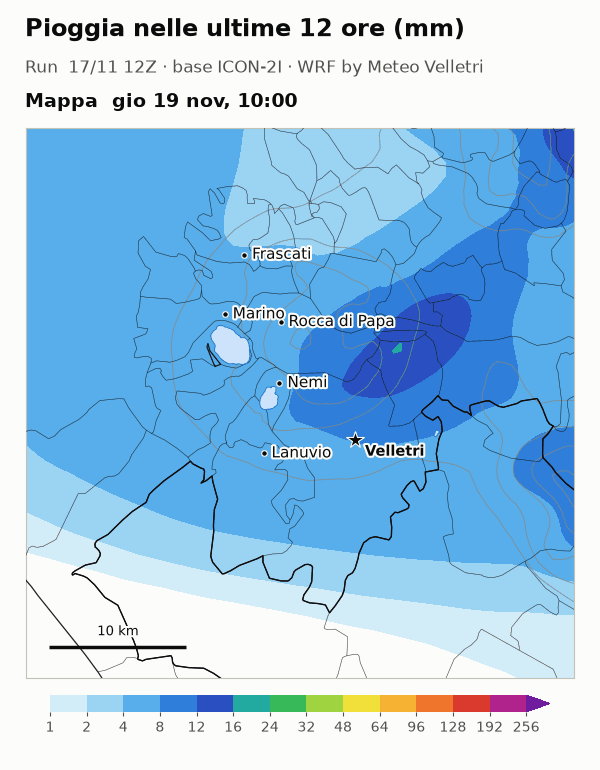 Pioggia nelle ultime 12 ore (mm)
Run 17/11 12Z · base ICON-2I · WRF by Meteo Velletri
Mappa gio 19 nov, 10:00
Frascati
Marino
Rocca di Papa
Nemi
Velletri
Lanuvio
10 km
1 2 4 8 12 16 24 32 48 64 96 128 192 256